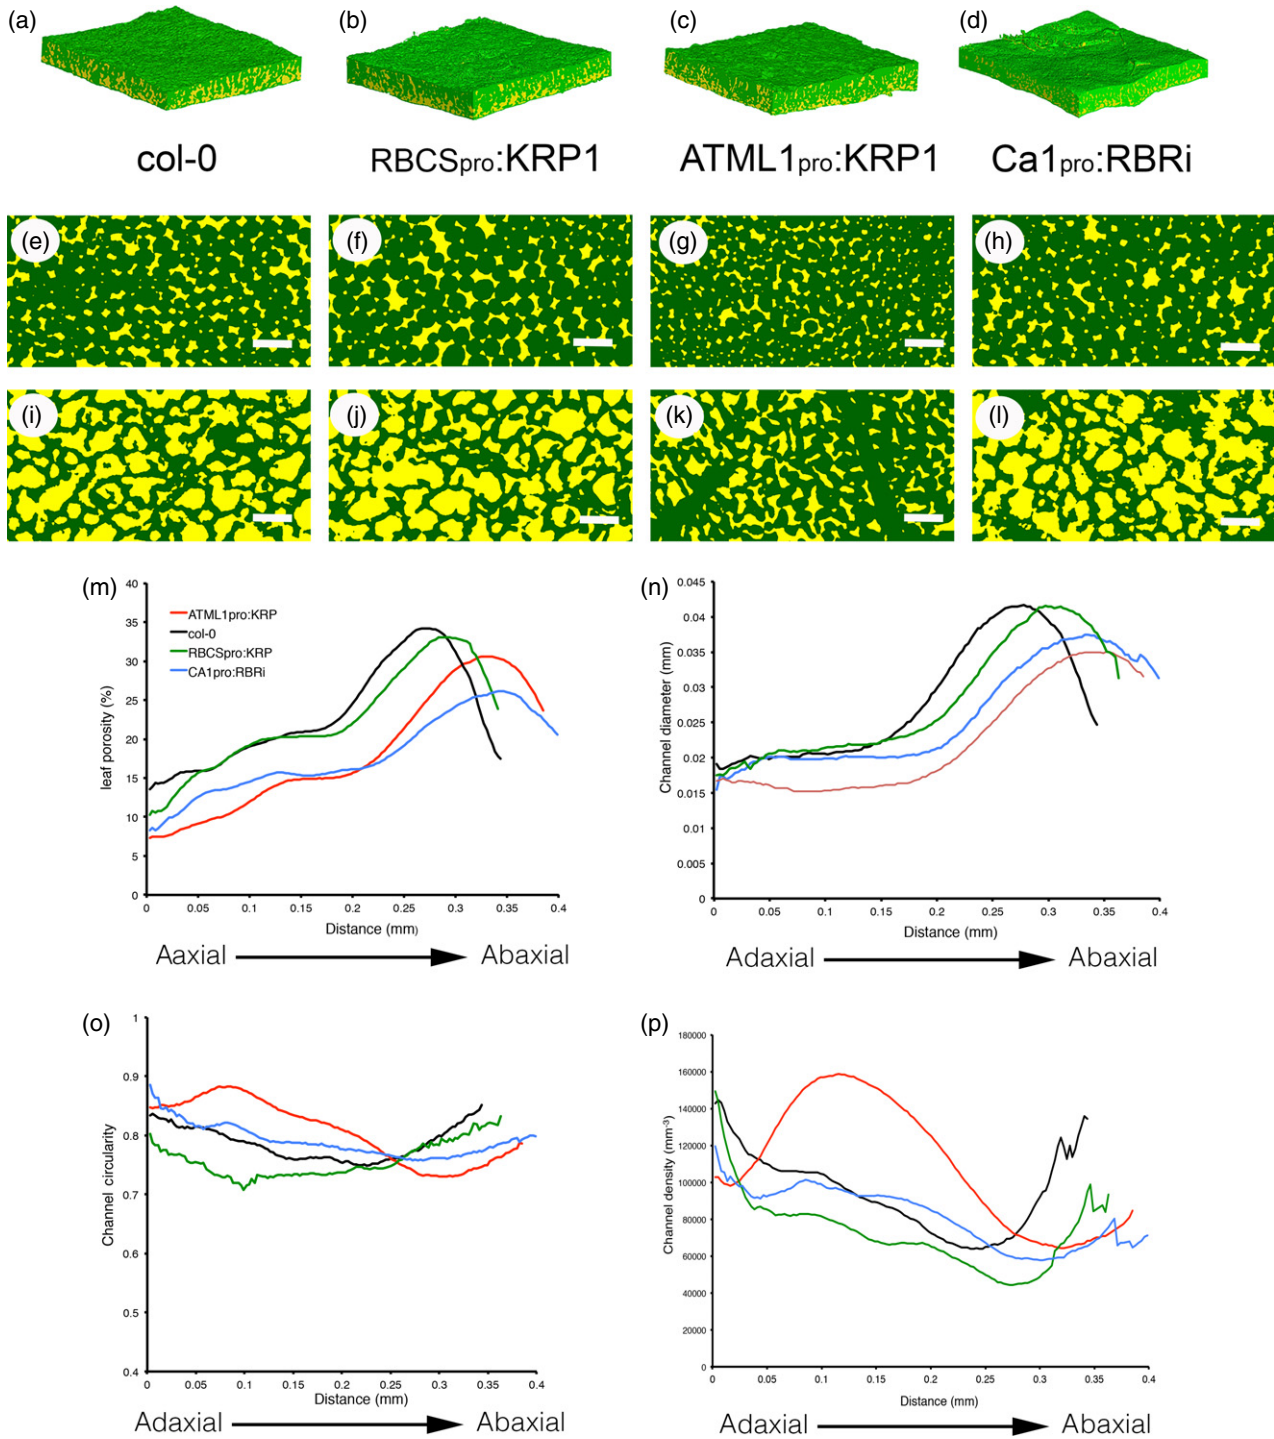 (a) (b) (c) (d)
col-0 RBCSpro:KRP1 ATML1pro:KRP1 Ca1pro:RBRi
(e) (f) (g) (h)
(i) (j) (k) (l)
(m)
leaf porosity (%)
40
35
30
25
20
15
10
5
0
ATML1pro:KRP
col-0
RBCSpro:KRP
CA1pro:RBRi
0 0.05 0.1 0.15 0.2 0.25 0.3 0.35 0.4
Distance (mm)
Aaxial Abaxial
(n)
Channel diameter (mm)
0.045
0.04
0.035
0.03
0.025
0.02
0.015
0.01
0.005
0
0 0.05 0.1 0.15 0.2 0.25 0.3 0.35 0.4
Distance (mm)
Adaxial Abaxial
(o)
Channel circularity
1
0.9
0.8
0.7
0.6
0.5
0.4
0 0.05 0.1 0.15 0.2 0.25 0.3 0.35 0.4
Distance (mm)
Adaxial Abaxial
(p)
Channel density (mm⁻³)
180000
160000
140000
120000
100000
80000
60000
40000
20000
0
0 0.05 0.1 0.15 0.2 0.25 0.3 0.35 0.4
Distance (mm)
Adaxial Abaxial